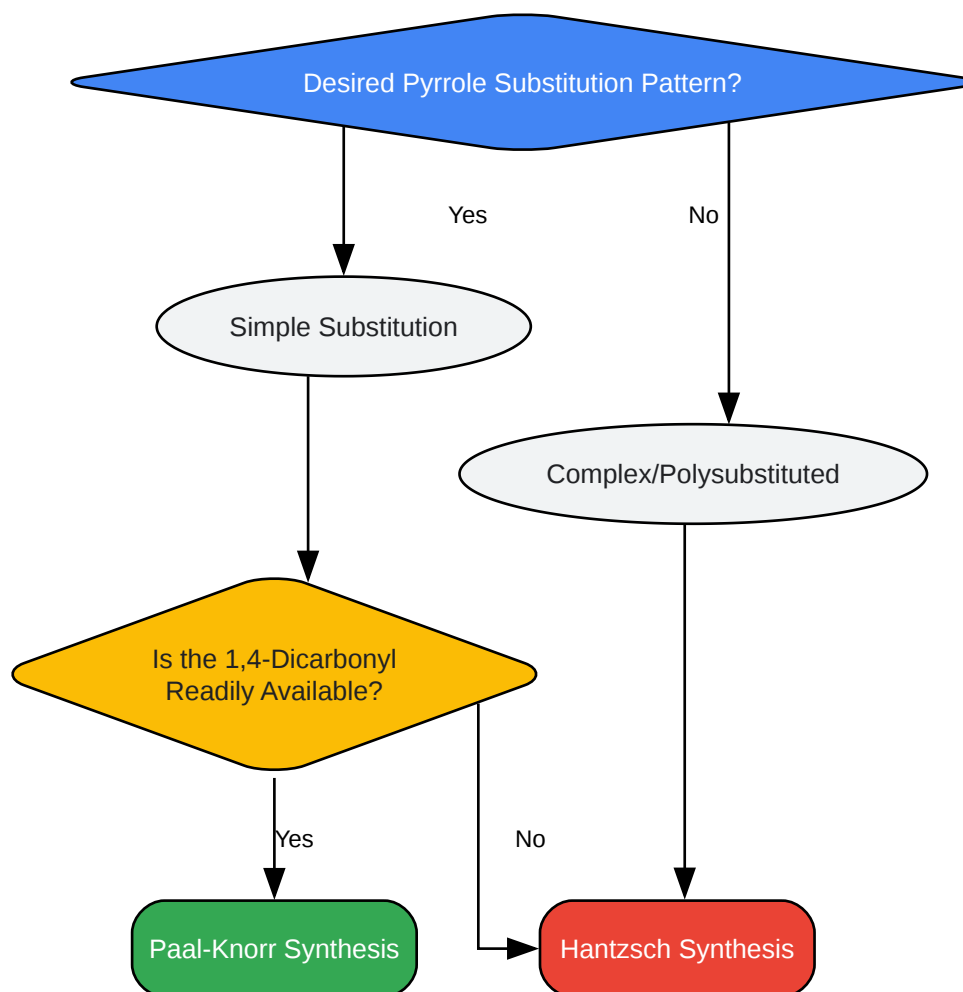 Desired Pyrrole Substitution Pattern?
Yes
No
Simple Substitution
Complex/Polysubstituted
Is the 1,4-Dicarbonyl
Readily Available?
Yes
No
Paal-Knorr Synthesis
Hantzsch Synthesis